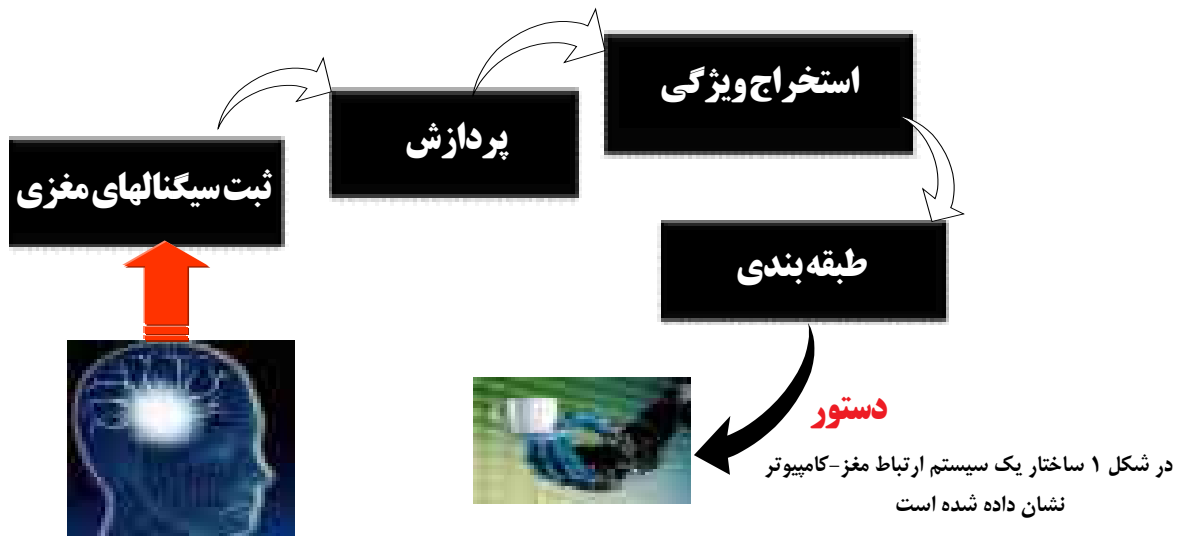 ثبت سیگنالهای مغزی
پردازش
استخراج ویژگی
طبقه بندی
دستور
در شکل ۱ ساختار یک سیستم ارتباط مغز-کامپیوتر
نشان داده شده است